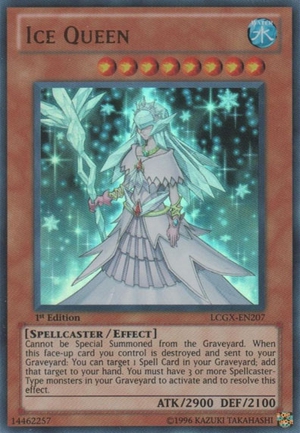 ICE QUEEN
水
1st Edition
LCGX-EN207
[SPELLCASTER / EFFECT]
Cannot be Special Summoned from the Graveyard. When
this face-up card you control is destroyed and sent to
your Graveyard: You can target 1 Spell Card in your Graveyard; add
that target to your hand. You must have 3 or more Spellcaster-
Type monsters in your Graveyard to activate and to resolve this
effect.
ATK/2900 DEF/2100
14462257
©1996 KAZUKI TAKAHASHI